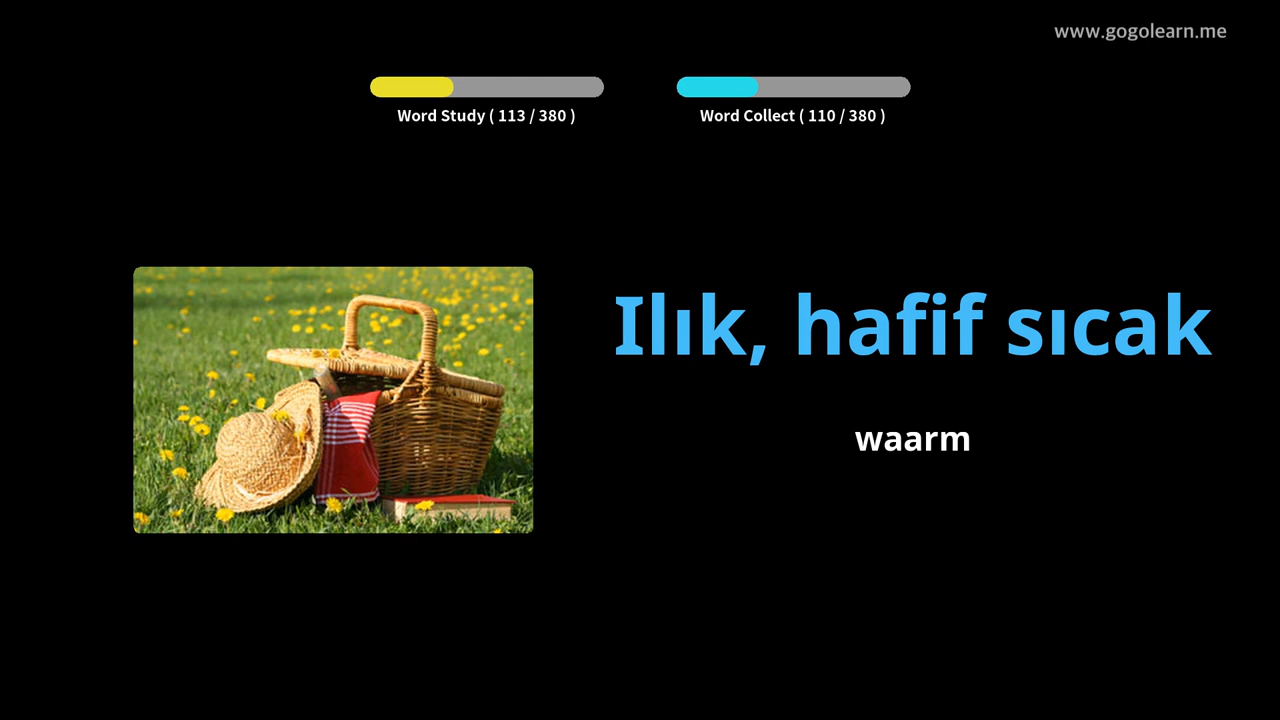 www.gogolearn.me
Word Study ( 113 / 380 )
Word Collect ( 110 / 380 )
Ilık, hafif sıcak
waarm